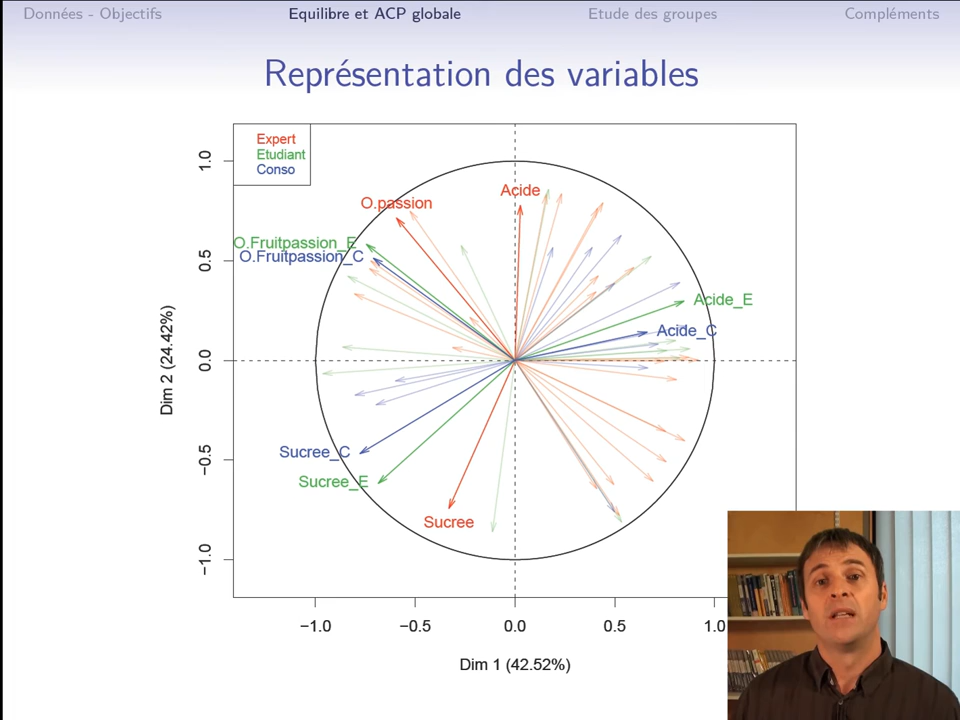 Données - Objectifs
Equilibre et ACP globale
Etude des groupes
Compléments
Représentation des variables
Expert
Etudiant
Conso
O.passion
Acide
O.Fruitpassion_E
O.Fruitpassion_C
Acide_E
Acide_C
Sucree_C
Sucree_E
Sucree
1.0
0.5
0.0
−0.5
−1.0
Dim 2 (24.42%)
−1.0
−0.5
0.0
0.5
1.0
Dim 1 (42.52%)